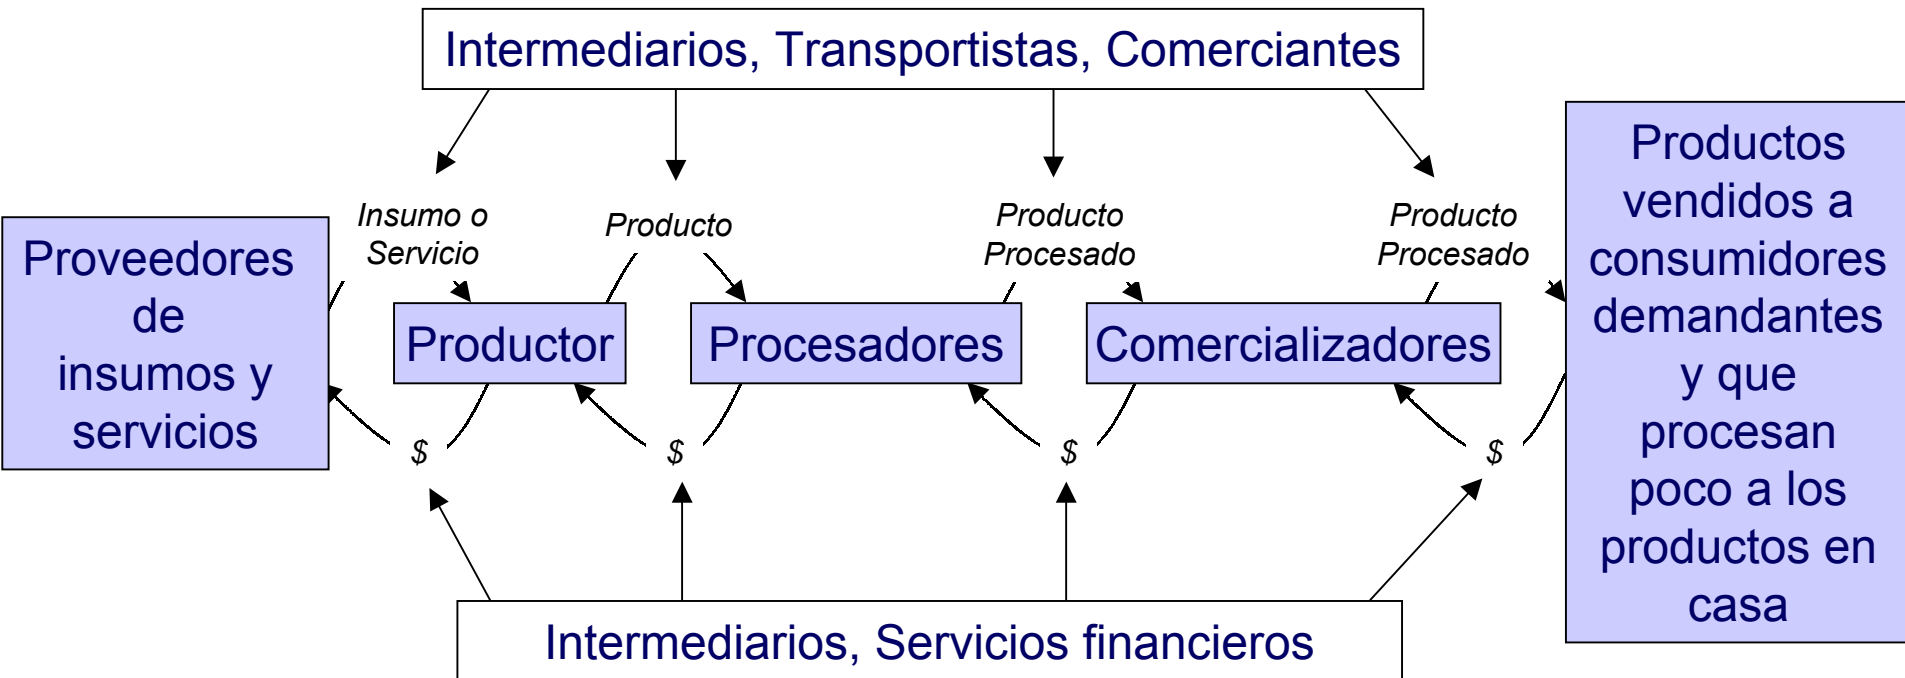 Intermediarios, Transportistas, Comerciantes
Insumo o
Servicio
Producto
Producto
Procesado
Producto
Procesado
Proveedores
de
insumos y
servicios
Productor
Procesadores
Comercializadores
Productos
vendidos a
consumidores
demandantes
y que
procesan
poco a los
productos en
casa
$
$
$
$
Intermediarios, Servicios financieros